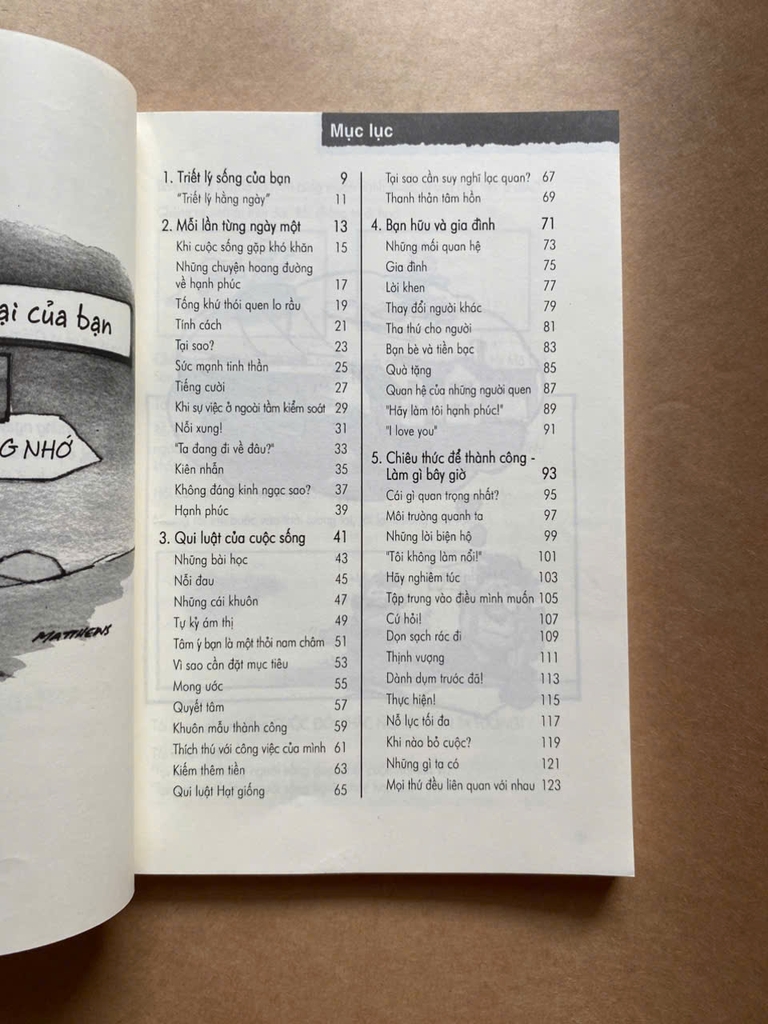 ại của bạn
G NHỚ
MATTHEWS
Mục lục
1. Triết lý sống của bạn 9
"Triết lý hằng ngày" 11
2. Mỗi lần từng ngày một 13
Khi cuộc sống gặp khó khăn 15
Những chuyện hoang đường
về hạnh phúc 17
Tống khứ thói quen lo rầu 19
Tính cách 21
Tại sao? 23
Sức mạnh tinh thần 25
Tiếng cười 27
Khi sự việc ở ngoài tầm kiểm soát 29
Nổi xung! 31
"Ta đang đi về đâu?" 33
Kiên nhẫn 35
Không đáng kinh ngạc sao? 37
Hạnh phúc 39
3. Qui luật của cuộc sống 41
Những bài học 43
Nỗi đau 45
Những cái khuôn 47
Tự kỷ ám thị 49
Tâm ý bạn là một thỏi nam châm 51
Vì sao cần đặt mục tiêu 53
Mong ước 55
Quyết tâm 57
Khuôn mẫu thành công 59
Thích thú với công việc của mình 61
Kiếm thêm tiền 63
Qui luật Hạt giống 65
Tại sao cần suy nghĩ lạc quan? 67
Thanh thản tâm hồn 69
4. Bạn hữu và gia đình 71
Những mối quan hệ 73
Gia đình 75
Lời khen 77
Thay đổi người khác 79
Tha thứ cho người 81
Bạn bè và tiền bạc 83
Quà tặng 85
Quan hệ của những người quen 87
"Hãy làm tôi hạnh phúc!" 89
"I love you" 91
5. Chiêu thức để thành công -
Làm gì bây giờ 93
Cái gì quan trọng nhất? 95
Môi trường quanh ta 97
Những lời biện hộ 99
"Tôi không làm nổi!" 101
Hãy nghiêm túc 103
Tập trung vào điều mình muốn 105
Cứ hỏi! 107
Dọn sạch rác đi 109
Thịnh vượng 111
Dành dụm trước đã! 113
Thực hiện! 115
Nỗ lực tối đa 117
Khi nào bỏ cuộc? 119
Những gì ta có 121
Mọi thứ đều liên quan với nhau 123